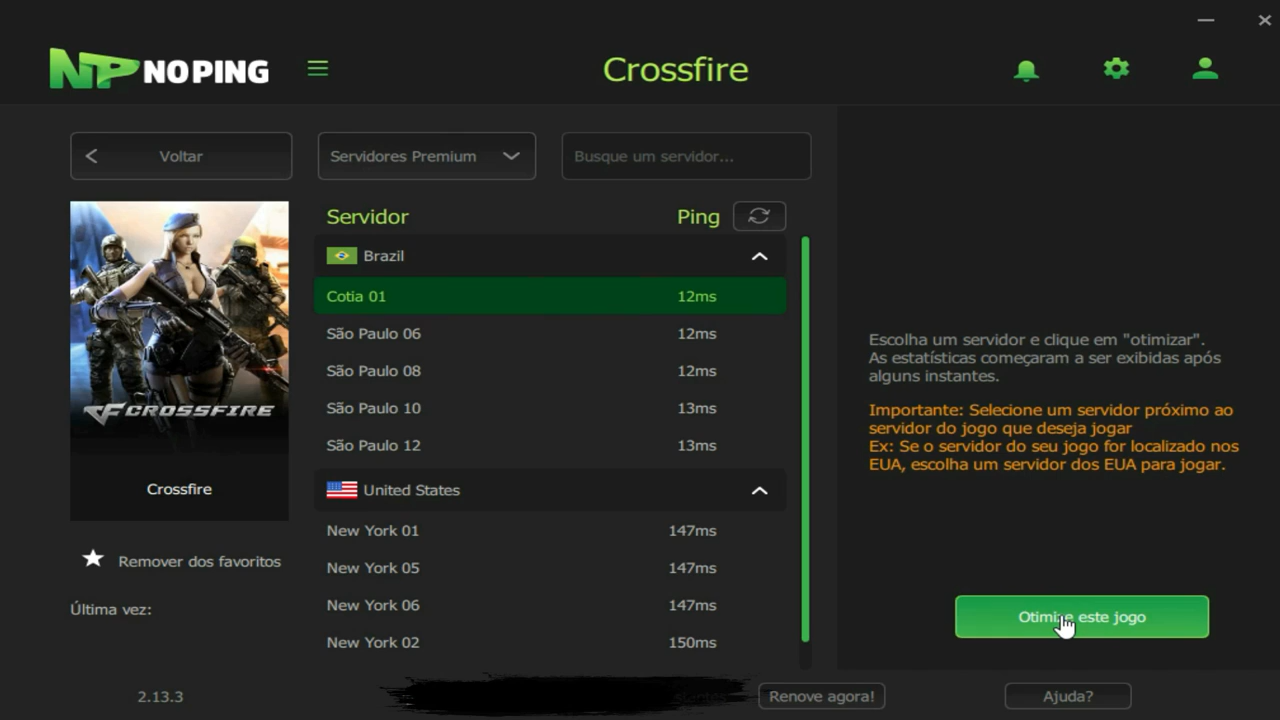 NP NOPING
Crossfire
Voltar
Servidores Premium
Busque um servidor...
Servidor Ping
Brazil
Cotia 01 12ms
São Paulo 06 12ms
São Paulo 08 12ms
São Paulo 10 13ms
São Paulo 12 13ms
United States
New York 01 147ms
New York 05 147ms
New York 06 147ms
New York 02 150ms
CF CROSSFIRE
Crossfire
Remover dos favoritos
Última vez:
Escolha um servidor e clique em "otimizar".
As estatísticas começaram a ser exibidas após
alguns instantes.
Importante: Selecione um servidor próximo ao
servidor do jogo que deseja jogar
Ex: Se o servidor do seu jogo for localizado nos
EUA, escolha um servidor dos EUA para jogar.
Otimize este jogo
2.13.3
Renove agora!
Ajuda?